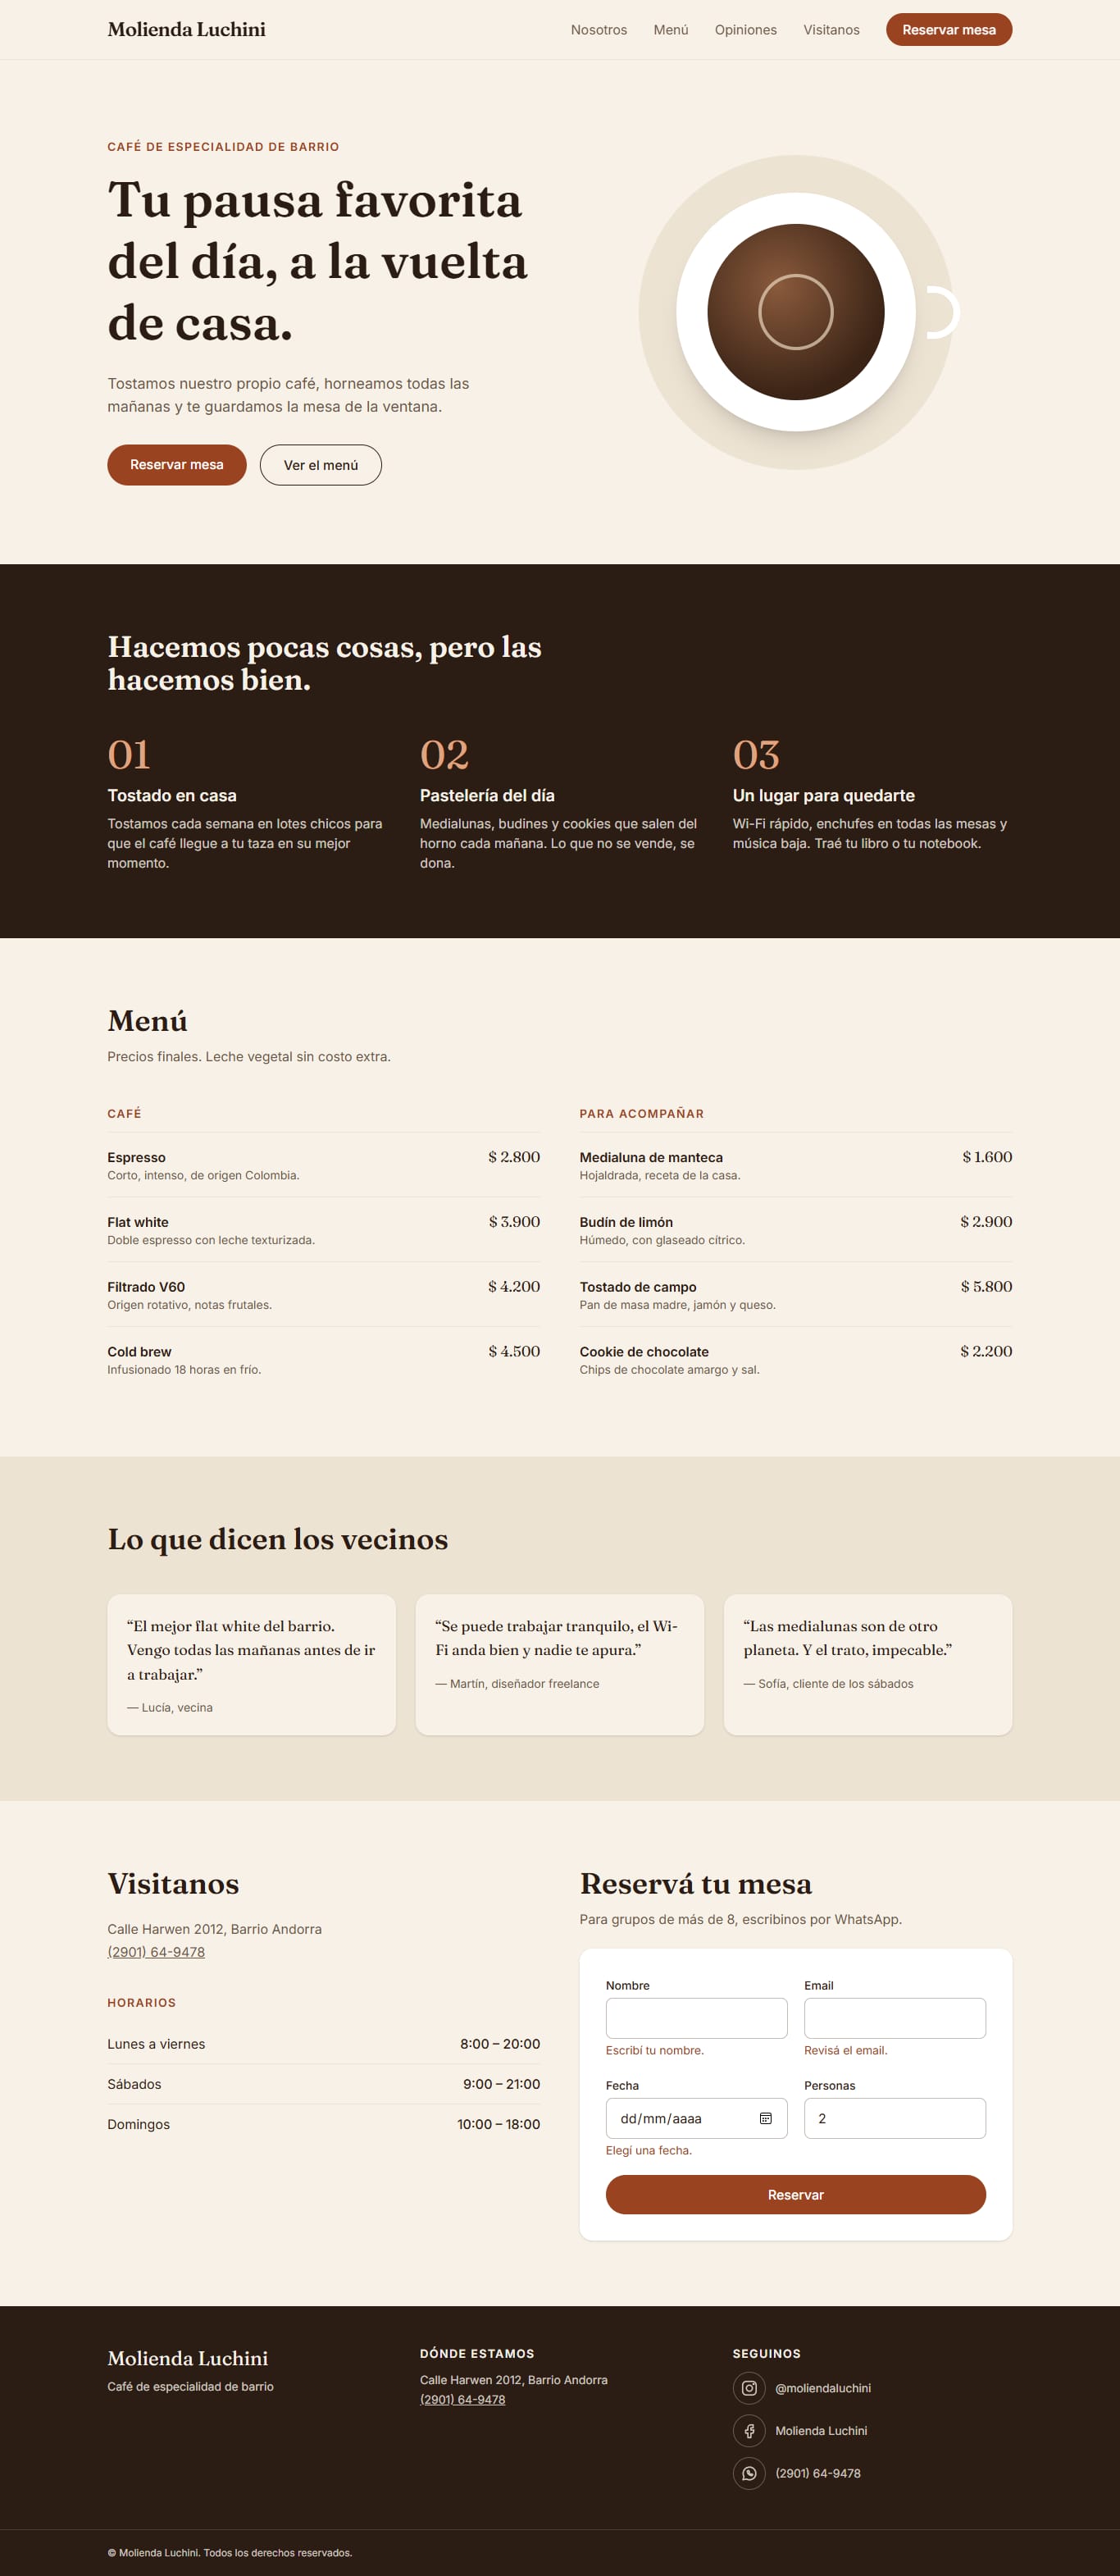 Molienda Luchini
Nosotros Menú Opiniones Visitanos Reservar mesa
CAFÉ DE ESPECIALIDAD DE BARRIO
Tu pausa favorita
del día, a la vuelta
de casa.
Tostamos nuestro propio café, horneamos todas las
mañanas y te guardamos la mesa de la ventana.
Reservar mesa Ver el menú
Hacemos pocas cosas, pero las
hacemos bien.
01
Tostado en casa
Tostamos cada semana en lotes chicos para
que el café llegue a tu taza en su mejor
momento.
02
Pastelería del día
Medialunas, budines y cookies que salen del
horno cada mañana. Lo que no se vende, se
dona.
03
Un lugar para quedarte
Wi-Fi rápido, enchufes en todas las mesas y
música baja. Traé tu libro o tu notebook.
Menú
Precios finales. Leche vegetal sin costo extra.
CAFÉ
Espresso $ 2.800
Corto, intenso, de origen Colombia.
Flat white $ 3.900
Doble espresso con leche texturizada.
Filtrado V60 $ 4.200
Origen rotativo, notas frutales.
Cold brew $ 4.500
Infusionado 18 horas en frío.
PARA ACOMPAÑAR
Medialuna de manteca $ 1.600
Hojaldrada, receta de la casa.
Budín de limón $ 2.900
Húmedo, con glaseado cítrico.
Tostado de campo $ 5.800
Pan de masa madre, jamón y queso.
Cookie de chocolate $ 2.200
Chips de chocolate amargo y sal.
Lo que dicen los vecinos
“El mejor flat white del barrio.
Vengo todas las mañanas antes de ir
a trabajar.”
— Lucía, vecina
“Se puede trabajar tranquilo, el Wi-
Fi anda bien y nadie te apura.”
— Martín, diseñador freelance
“Las medialunas son de otro
planeta. Y el trato, impecable.”
— Sofía, cliente de los sábados
Visitanos
Calle Harwen 2012, Barrio Andorra
(2901) 64-9478
HORARIOS
Lunes a viernes 8:00 – 20:00
Sábados 9:00 – 21:00
Domingos 10:00 – 18:00
Reservá tu mesa
Para grupos de más de 8, escribinos por WhatsApp.
Nombre Email
Escribí tu nombre. Revisá el email.
Fecha Personas
dd/mm/aaaa 2
Elegí una fecha.
Reservar
Molienda Luchini
Café de especialidad de barrio
DÓNDE ESTAMOS
Calle Harwen 2012, Barrio Andorra
(2901) 64-9478
SEGUINOS
@moliendaluchini
Molienda Luchini
(2901) 64-9478
© Molienda Luchini. Todos los derechos reservados.